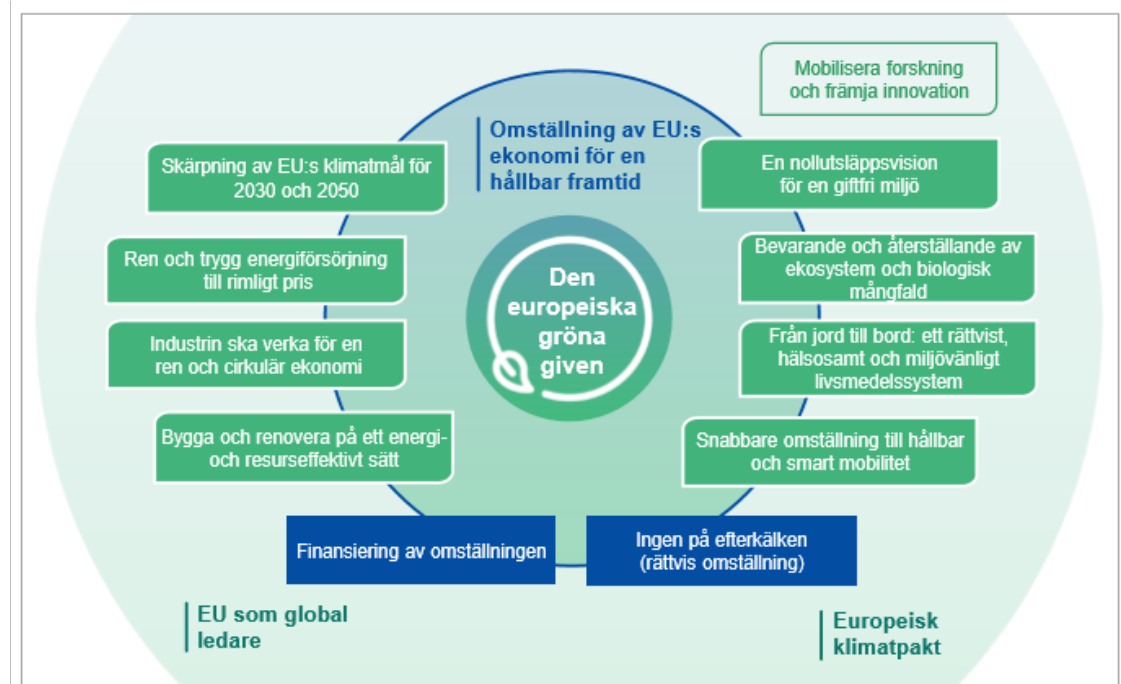 Mobilisera forskning
och främja innovation
Omställning av EU:s
ekonomi för en
hållbar framtid
Skärpning av EU:s klimatmål för
2030 och 2050
En nollutsläppsvision
för en giftfri miljö
Ren och trygg energiförsörjning
till rimligt pris
Bevarande och återställande av
ekosystem och biologisk
mångfald
Den
europeiska
gröna
given
Industrin ska verka för en
ren och cirkulär ekonomi
Från jord till bord: ett rättvist,
hälsosamt och miljövänligt
livsmedelssystem
Bygga och renovera på ett energi-
och resurseffektivt sätt
Snabbare omställning till hållbar
och smart mobilitet
Finansiering av omställningen
Ingen på efterkälken
(rättvis omställning)
EU som global
ledare
Europeisk
klimatpakt